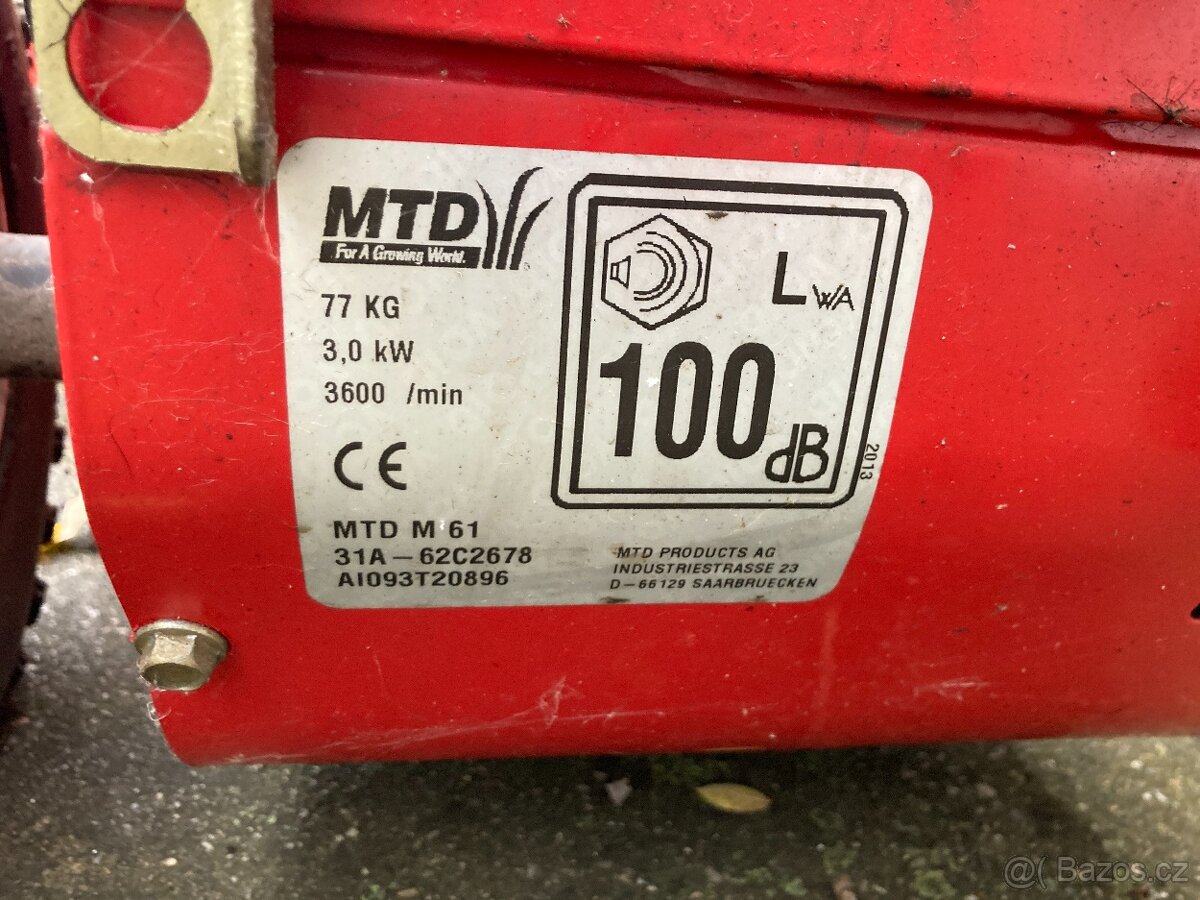 MTD
For A Growing World.
77 KG
3,0 kW
3600 /min
LWA
100
dB
2013
CE
MTD M 61
31A-62C2678
AI093T20896
MTD PRODUCTS AG
INDUSTRIESTRASSE 23
D-66129 SAARBRUECKEN
@( Bazos.cz